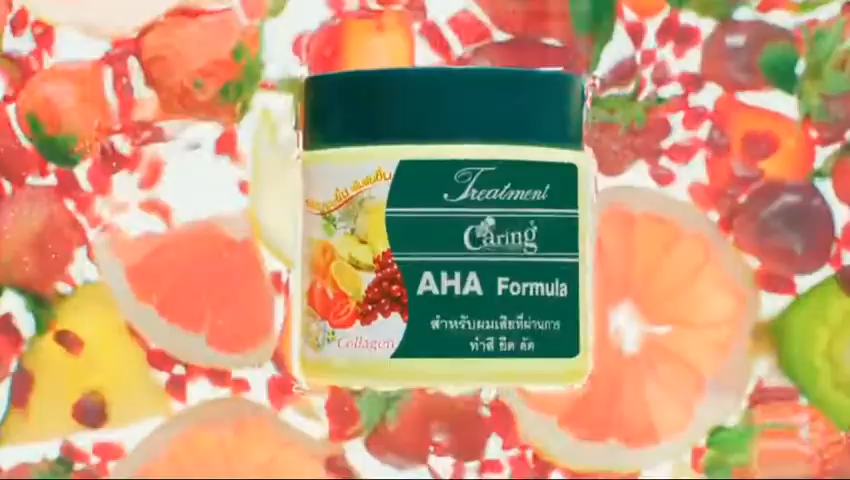 Treatment
Caring
AHA Formula
สำหรับผมเสียที่ผ่านการ
ทำสี ยืด ดัด
Collagen